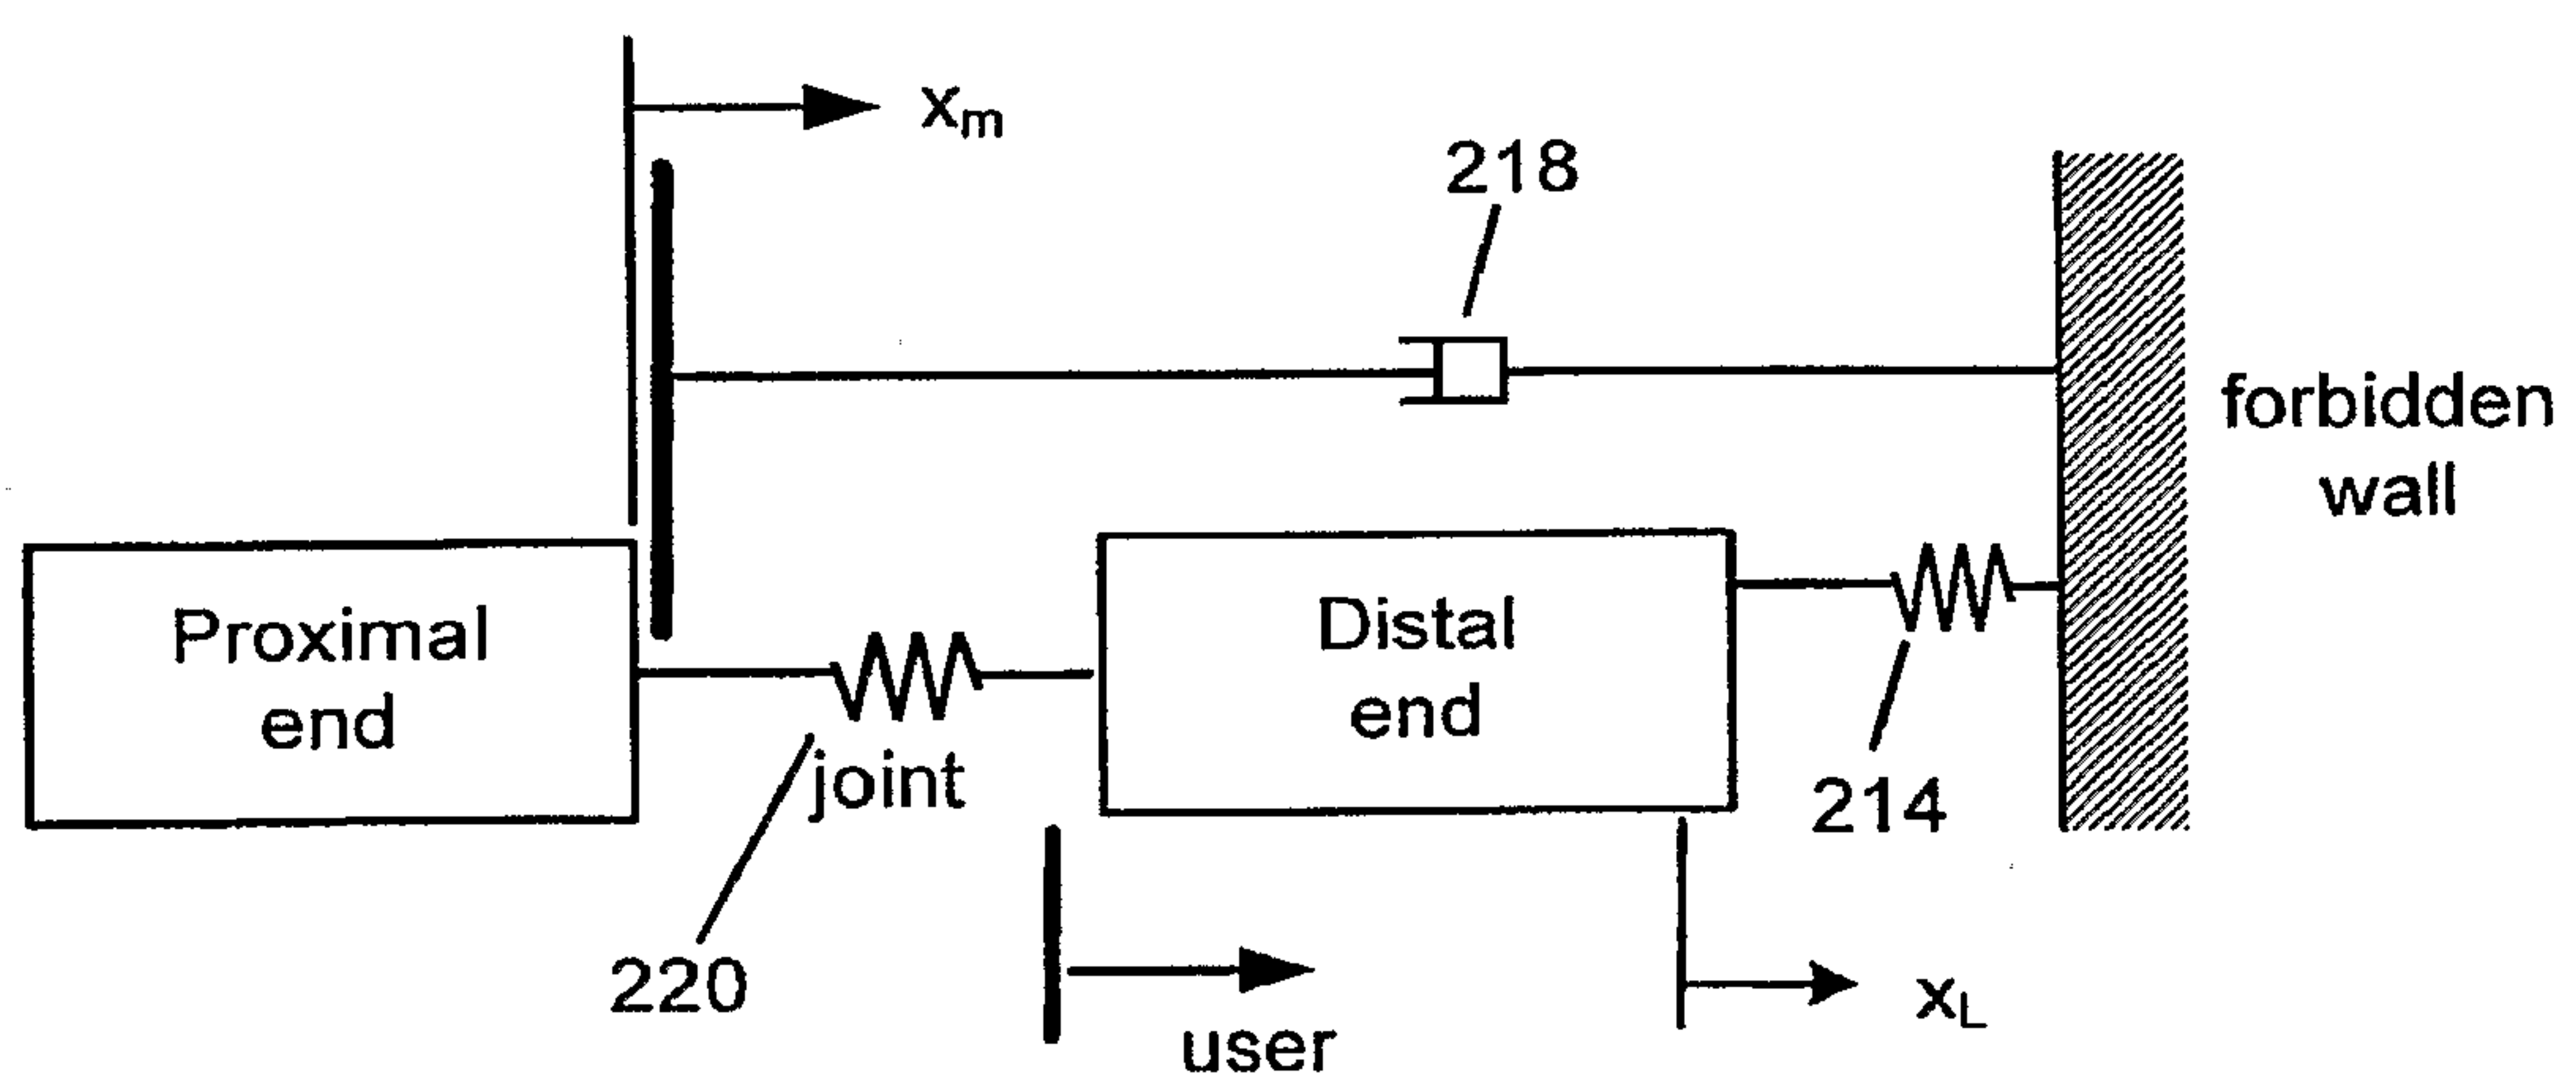 xm
218
forbidden
wall
Proximal
end
Distal
end
joint
214
220
user
xL